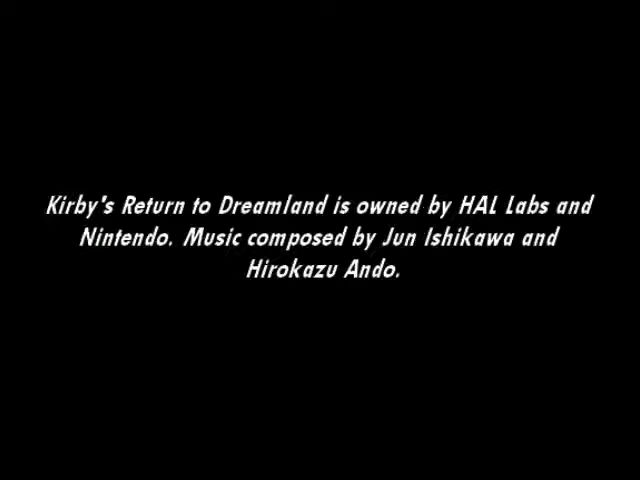 Kirby's Return to Dreamland is owned by HAL Labs and
Nintendo. Music composed by Jun Ishikawa and
Hirokazu Ando.